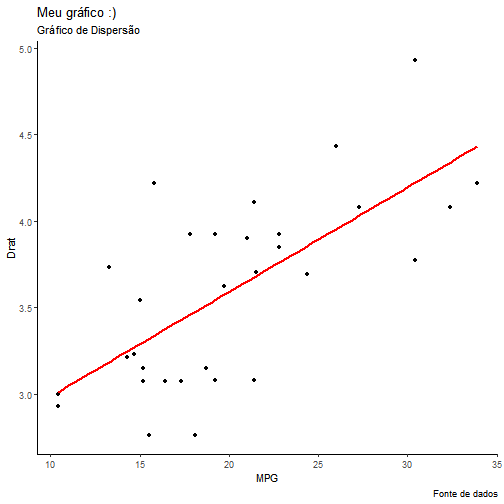 Meu gráfico :)
Gráfico de Dispersão
5.0
4.5
4.0
3.5
3.0
Drat
10 15 20 25 30 35
MPG
Fonte de dados